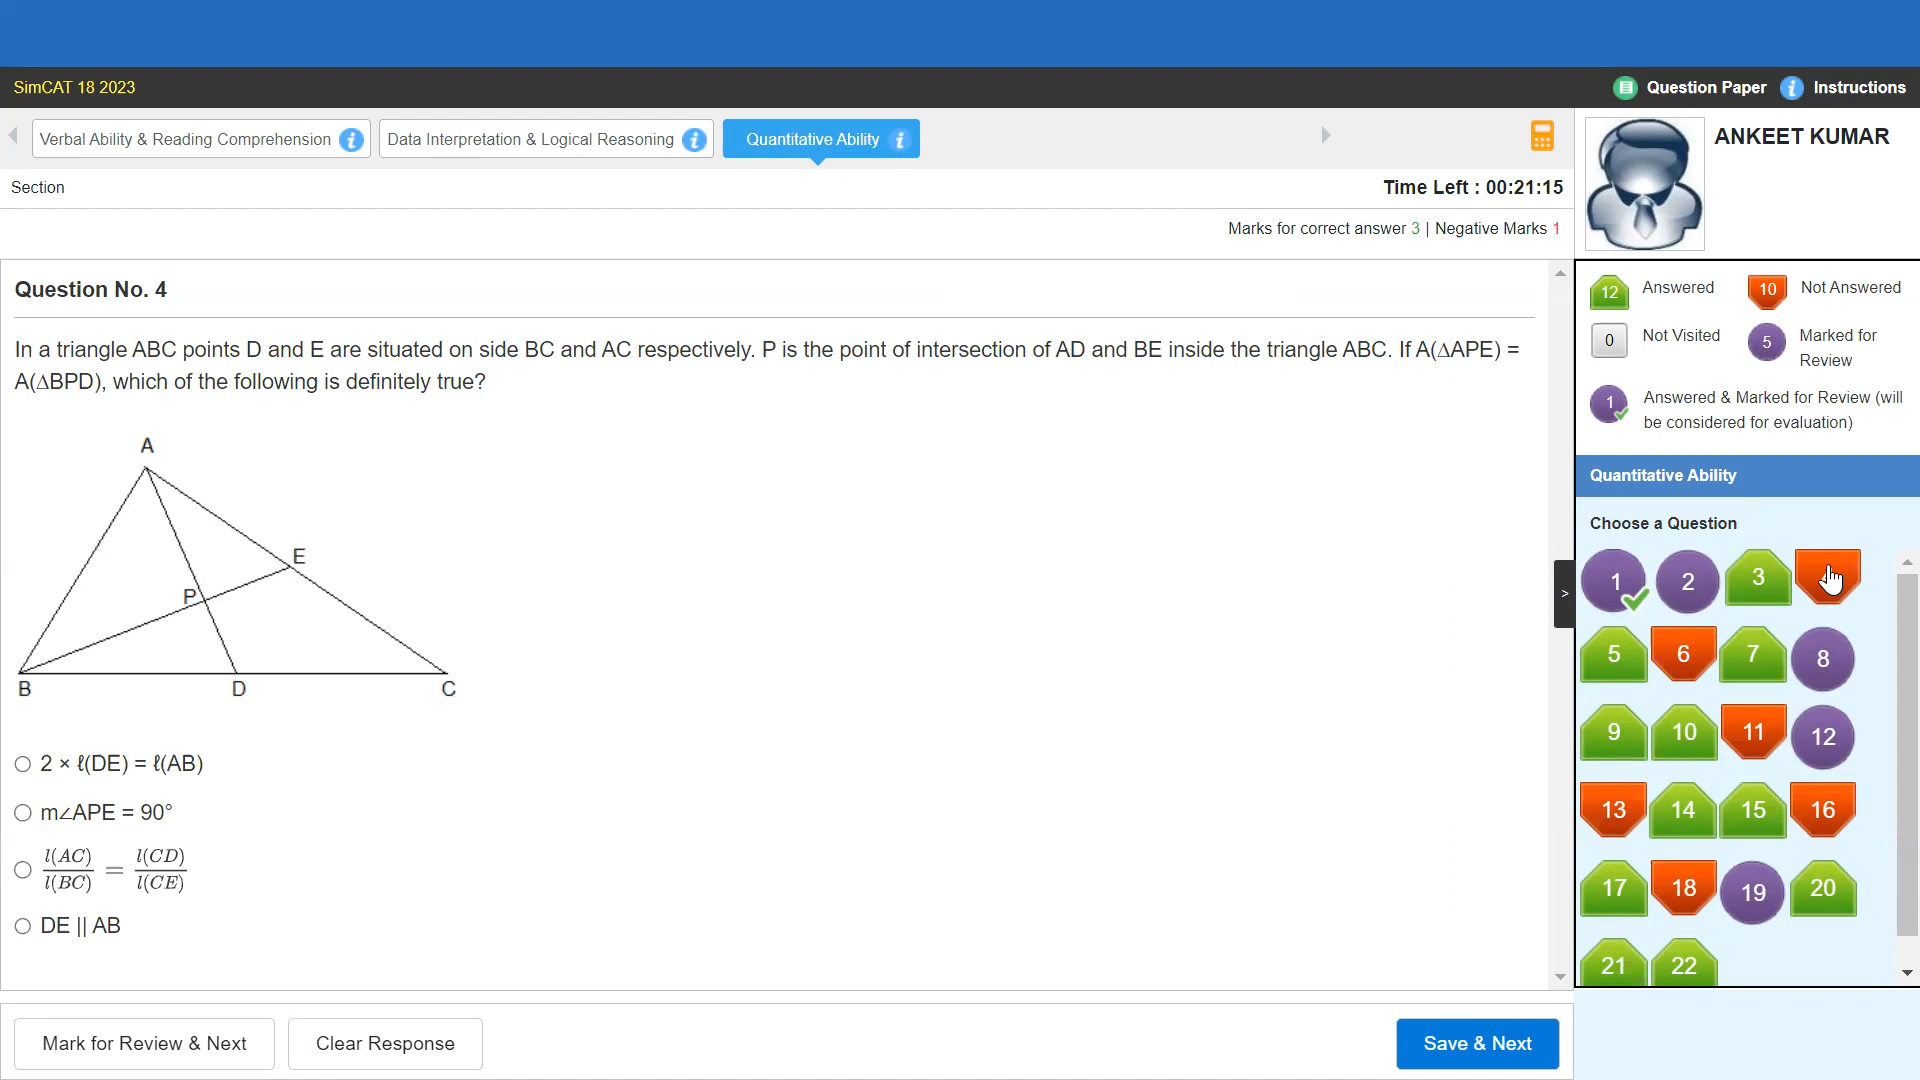 SimCAT 18 2023
Question Paper
Instructions
Verbal Ability & Reading Comprehension
Data Interpretation & Logical Reasoning
Quantitative Ability
ANKEET KUMAR
Section
Time Left : 00:21:15
Marks for correct answer 3 | Negative Marks 1
Question No. 4
In a triangle ABC points D and E are situated on side BC and AC respectively. P is the point of intersection of AD and BE inside the triangle ABC. If A(∆APE) =
A(∆BPD), which of the following is definitely true?
A
E
P
B
D
C
2 × ℓ(DE) = ℓ(AB)
m∠APE = 90°
l(AC)/l(BC) = l(CD)/l(CE)
DE || AB
Mark for Review & Next
Clear Response
Save & Next
12 Answered
10 Not Answered
0 Not Visited
5 Marked for
Review
1 Answered & Marked for Review (will
be considered for evaluation)
Quantitative Ability
Choose a Question
1 2 3
5 6 7 8
9 10 11 12
13 14 15 16
17 18 19 20
21 22
>